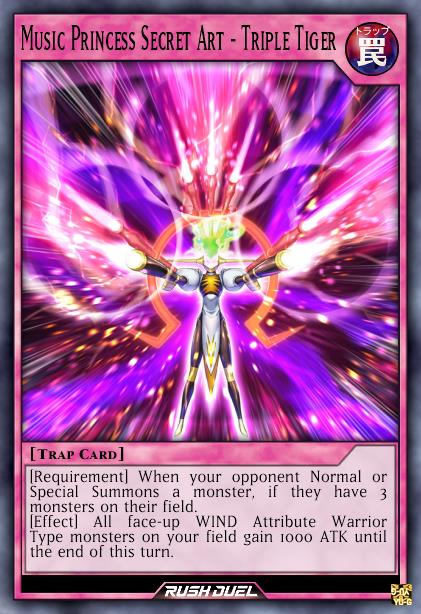 Music Princess Secret Art - Triple Tiger
トラップ
罠
[Trap Card]
[Requirement] When your opponent Normal or
Special Summons a monster, if they have 3
monsters on their field.
[Effect] All face-up WIND Attribute Warrior
Type monsters on your field gain 1000 ATK until
the end of this turn.
RUSH DUEL